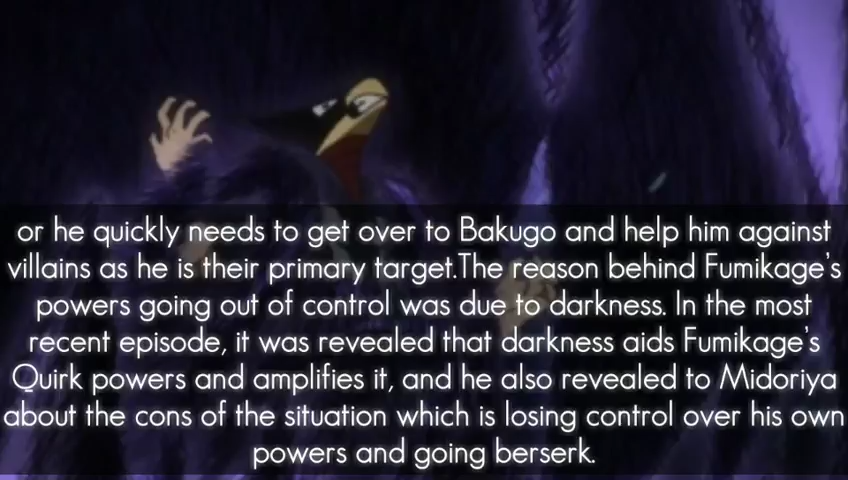 or he quickly needs to get over to Bakugo and help him against
villains as he is their primary target.The reason behind Fumikage's
powers going out of control was due to darkness. In the most
recent episode, it was revealed that darkness aids Fumikage's
Quirk powers and amplifies it, and he also revealed to Midoriya
about the cons of the situation which is losing control over his own
powers and going berserk.